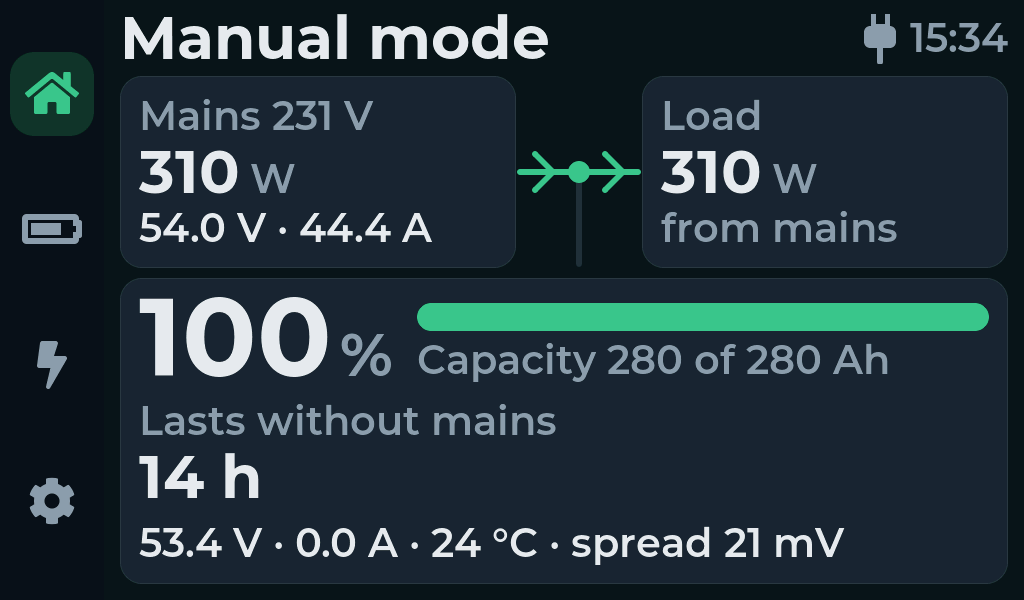 Manual mode
15:34
Mains 231 V
310 W
54.0 V · 44.4 A
Load
310 W
from mains
100 %
Capacity 280 of 280 Ah
Lasts without mains
14 h
53.4 V · 0.0 A · 24 °C · spread 21 mV